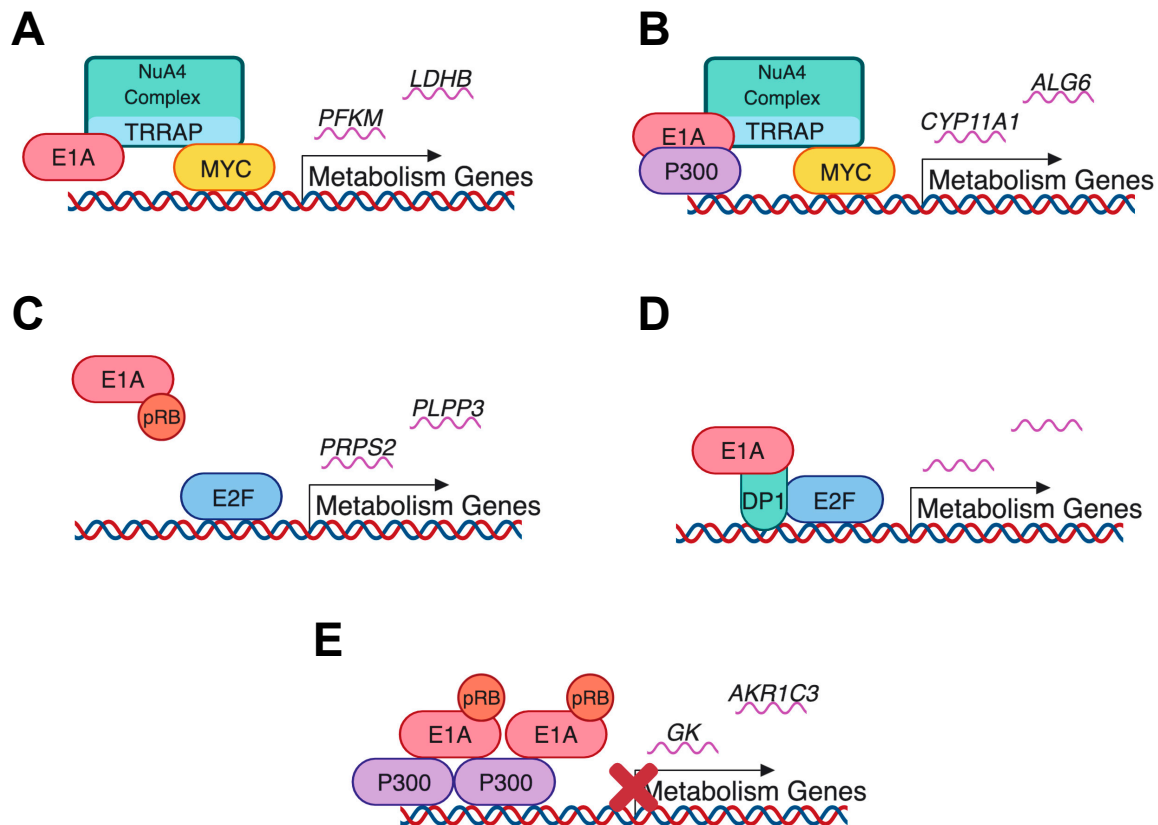 A
NuA4
Complex
TRRAP
E1A
MYC
PFKM
LDHB
Metabolism Genes
B
NuA4
Complex
TRRAP
E1A
P300
MYC
CYP11A1
ALG6
Metabolism Genes
C
E1A
pRB
E2F
PRPS2
PLPP3
Metabolism Genes
D
E1A
DP1
E2F
Metabolism Genes
E
pRB
pRB
E1A
E1A
P300
P300
GK
AKR1C3
Metabolism Genes